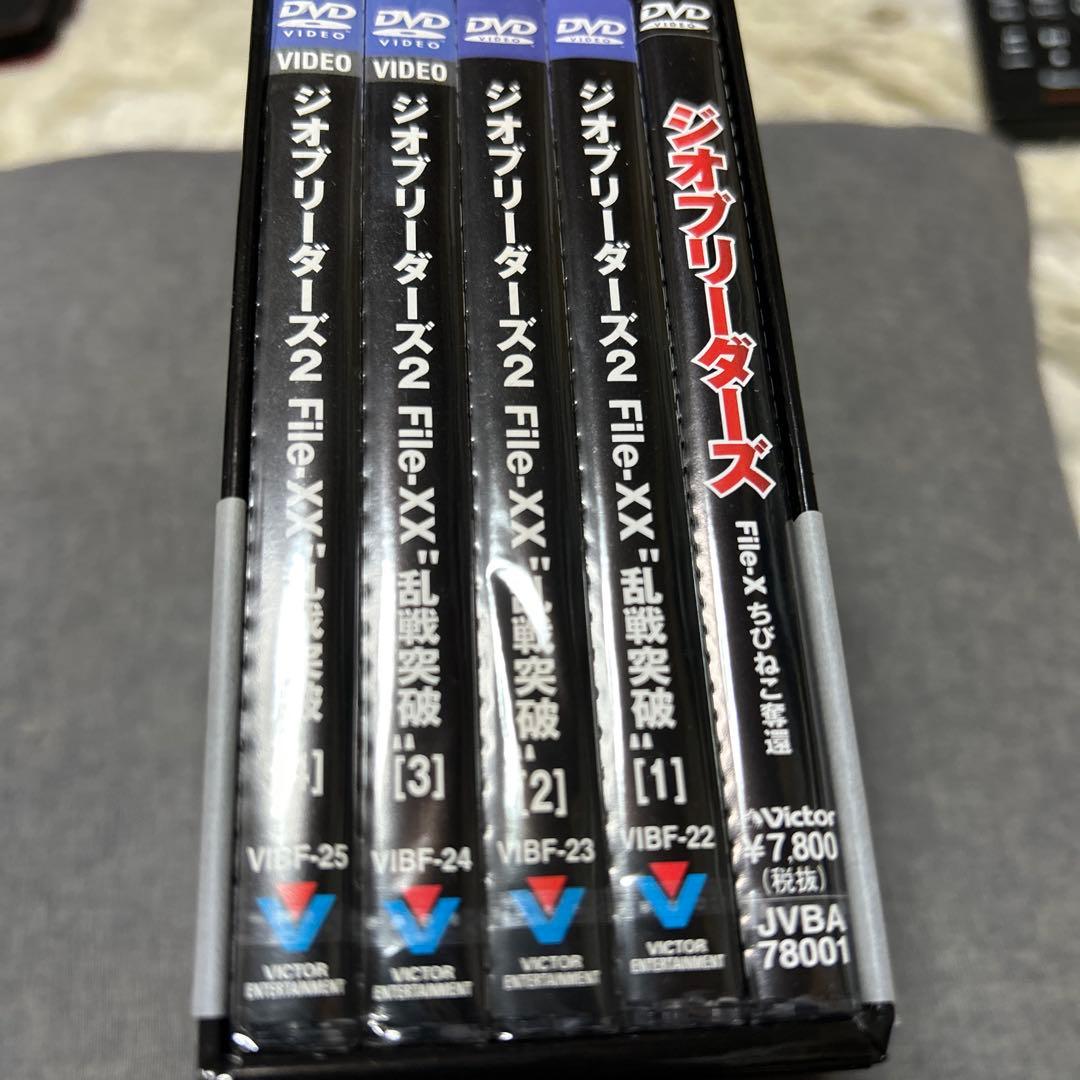 DVD
VIDEO
VIDEO
ジオブリーダーズ2 File-XX "乱戦突破
4]
VIBF-25
VICTOR
ENTERTAINMENT
DVD
VIDEO
VIDEO
ジオブリーダーズ2 File-XX "乱戦突破" [3]
VIBF-24
VICTOR
ENTERTAINMENT
DVD
VIDEO
ジオブリーダーズ2 File-XX "乱戦突破" [2]
VIBF-23
VICTOR
ENTERTAINMENT
DVD
VIDEO
ジオブリーダーズ2 File-XX "乱戦突破" [1]
VIBF-22
VICTOR
ENTERTAINMENT
DVD
VIDEO
ジオブリーダーズ
File-X ちびねこ奪還
Victor
¥7,800
(税抜)
JVBA
78001